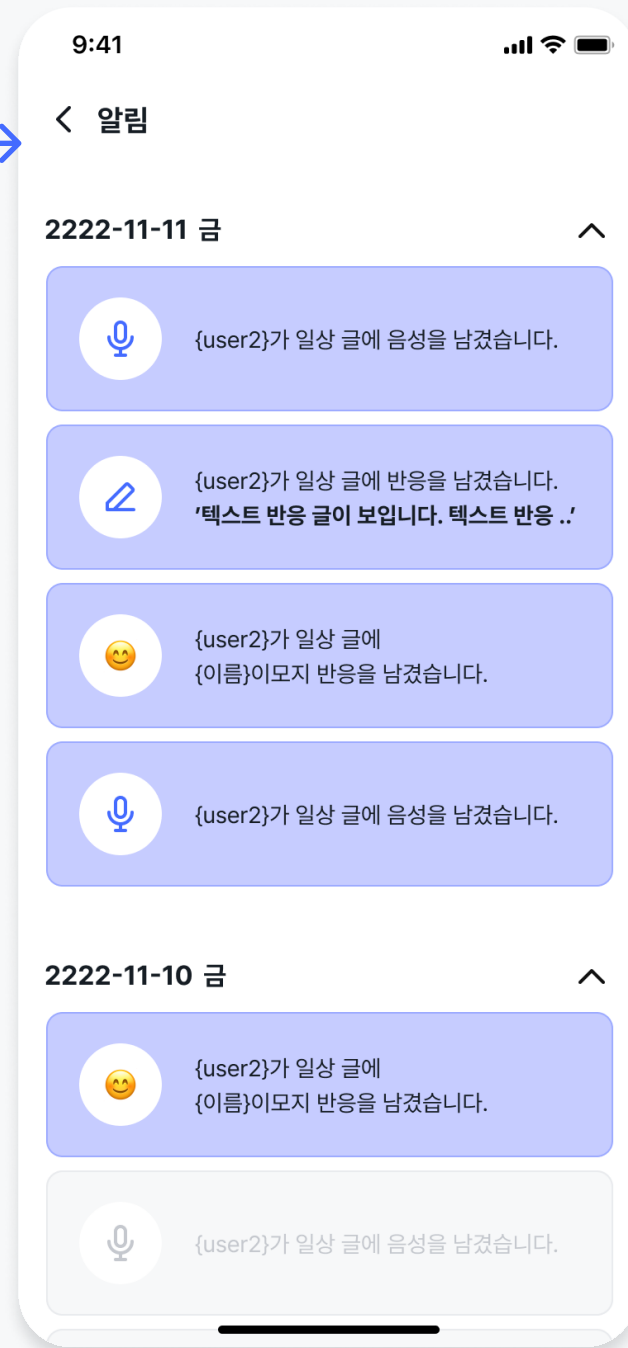 9:41
알림
2222-11-11 금
{user2}가 일상 글에 음성을 남겼습니다.
{user2}가 일상 글에 반응을 남겼습니다.
’텍스트 반응 글이 보입니다. 텍스트 반응 ..’
{user2}가 일상 글에
{이름}이모지 반응을 남겼습니다.
{user2}가 일상 글에 음성을 남겼습니다.
2222-11-10 금
{user2}가 일상 글에
{이름}이모지 반응을 남겼습니다.
{user2}가 일상 글에 음성을 남겼습니다.